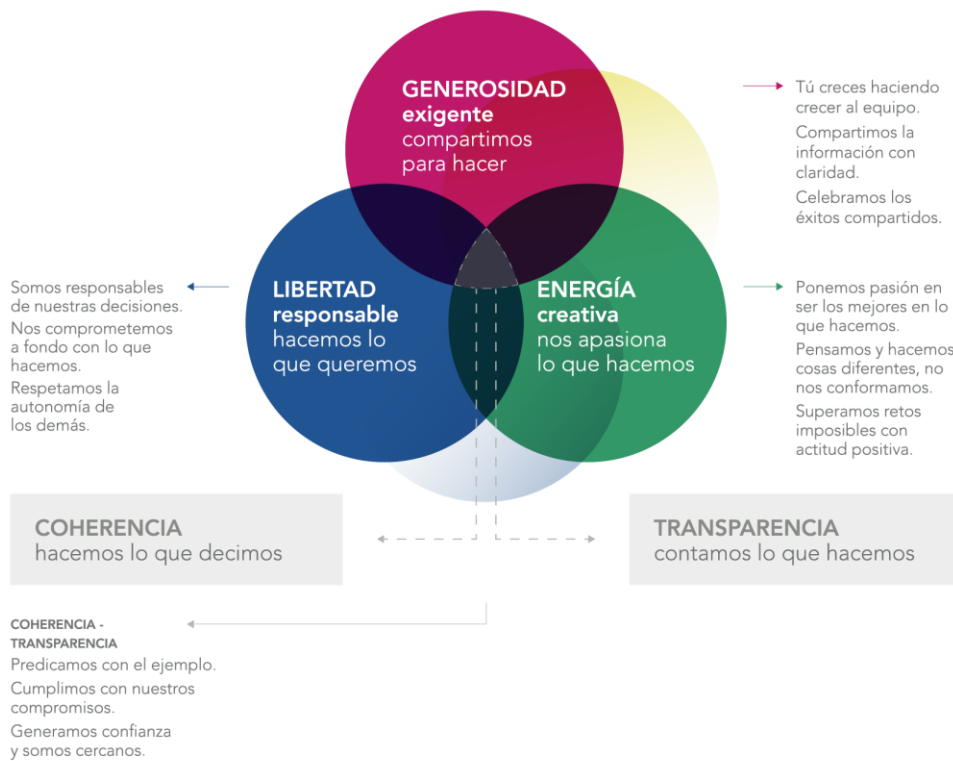 GENEROSIDAD
exigente
compartimos
para hacer
Tú creces haciendo
crecer al equipo.
Compartimos la
información con
claridad.
Celebramos los
éxitos compartidos.
Somos responsables
de nuestras decisiones.
Nos comprometemos
a fondo con lo que
hacemos.
Respetamos la
autonomía de
los demás.
LIBERTAD
responsable
hacemos lo
que queremos
ENERGÍA
creativa
nos apasiona
lo que hacemos
Ponemos pasión en
ser los mejores en lo
que hacemos.
Pensamos y hacemos
cosas diferentes, no
nos conformamos.
Superamos retos
imposibles con
actitud positiva.
COHERENCIA
hacemos lo que decimos
TRANSPARENCIA
contamos lo que hacemos
COHERENCIA -
TRANSPARENCIA
Predicamos con el ejemplo.
Cumplimos con nuestros
compromisos.
Generamos confianza
y somos cercanos.